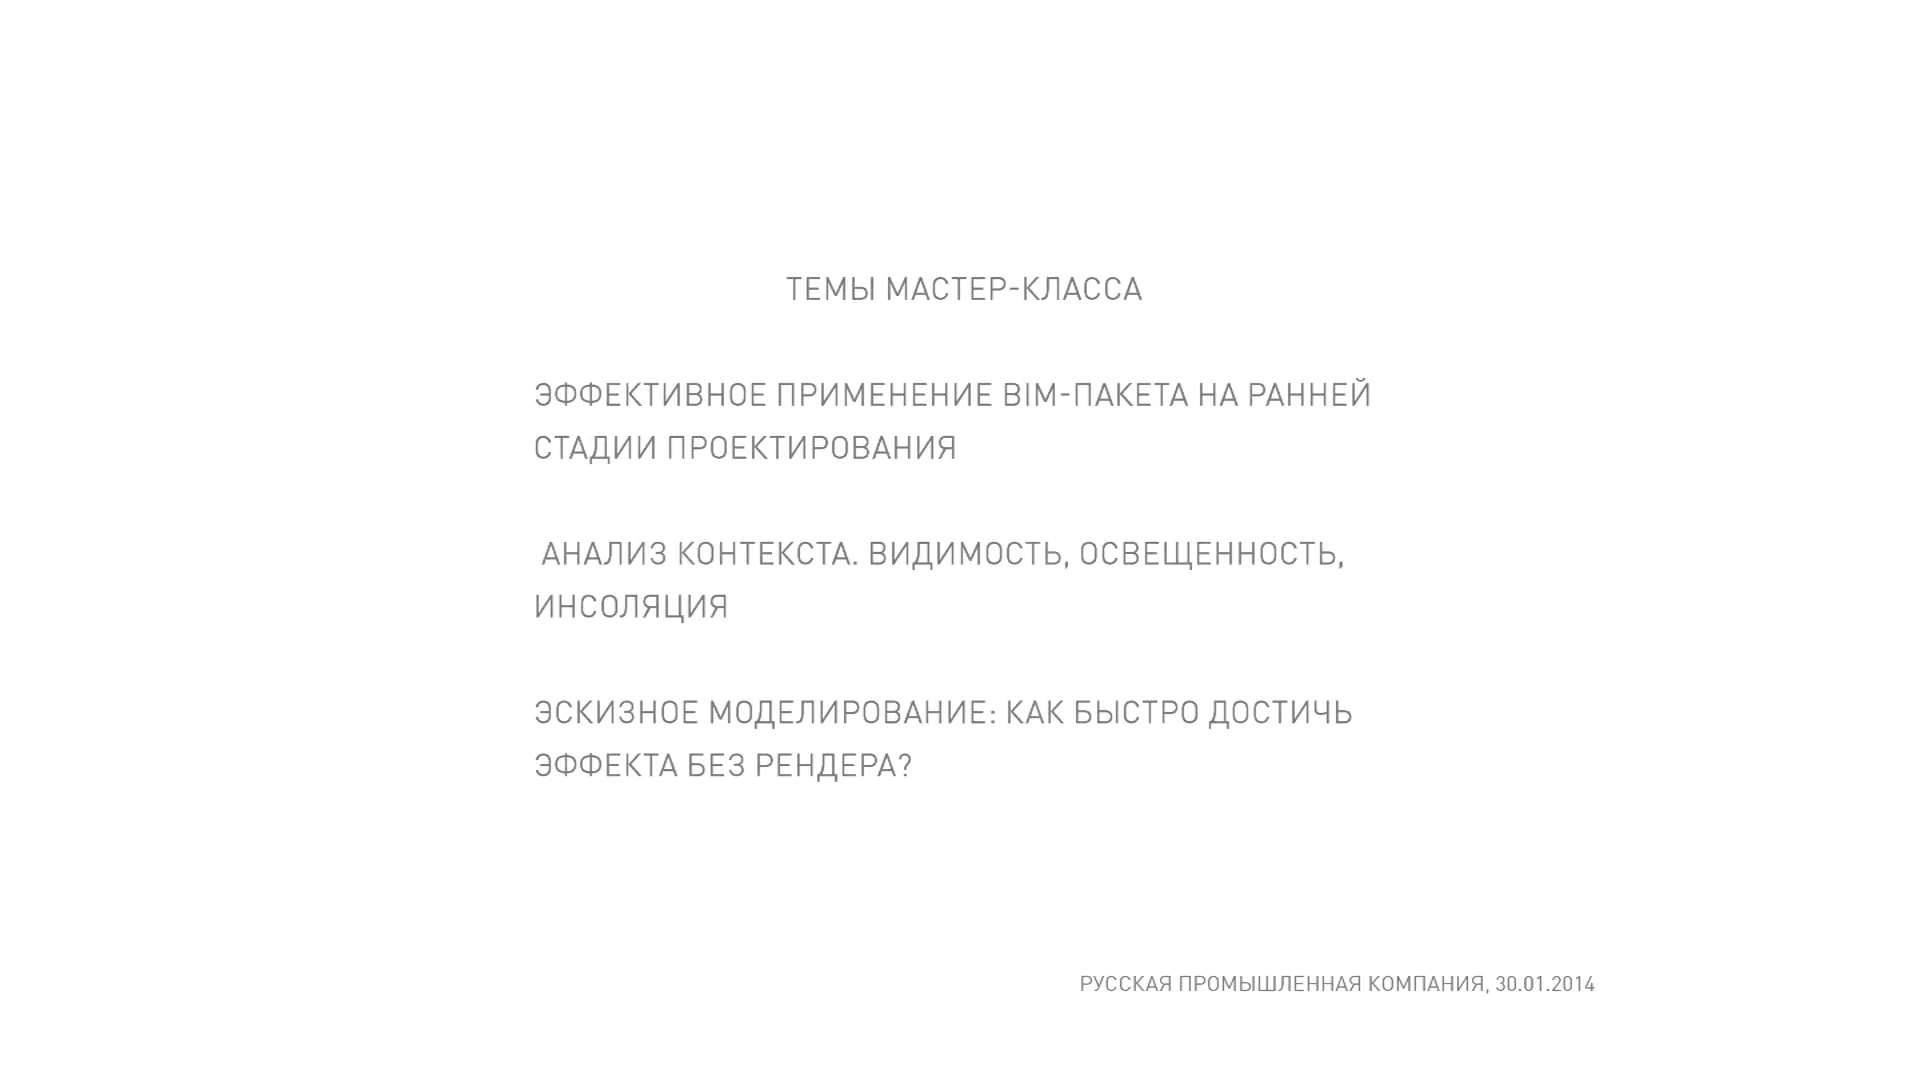 ТЕМЫ МАСТЕР-КЛАССА
ЭФФЕКТИВНОЕ ПРИМЕНЕНИЕ BIM-ПАКЕТА НА РАННЕЙ
СТАДИИ ПРОЕКТИРОВАНИЯ
АНАЛИЗ КОНТЕКСТА. ВИДИМОСТЬ, ОСВЕЩЕННОСТЬ,
ИНСОЛЯЦИЯ
ЭСКИЗНОЕ МОДЕЛИРОВАНИЕ: КАК БЫСТРО ДОСТИЧЬ
ЭФФЕКТА БЕЗ РЕНДЕРА?
РУССКАЯ ПРОМЫШЛЕННАЯ КОМПАНИЯ, 30.01.2014